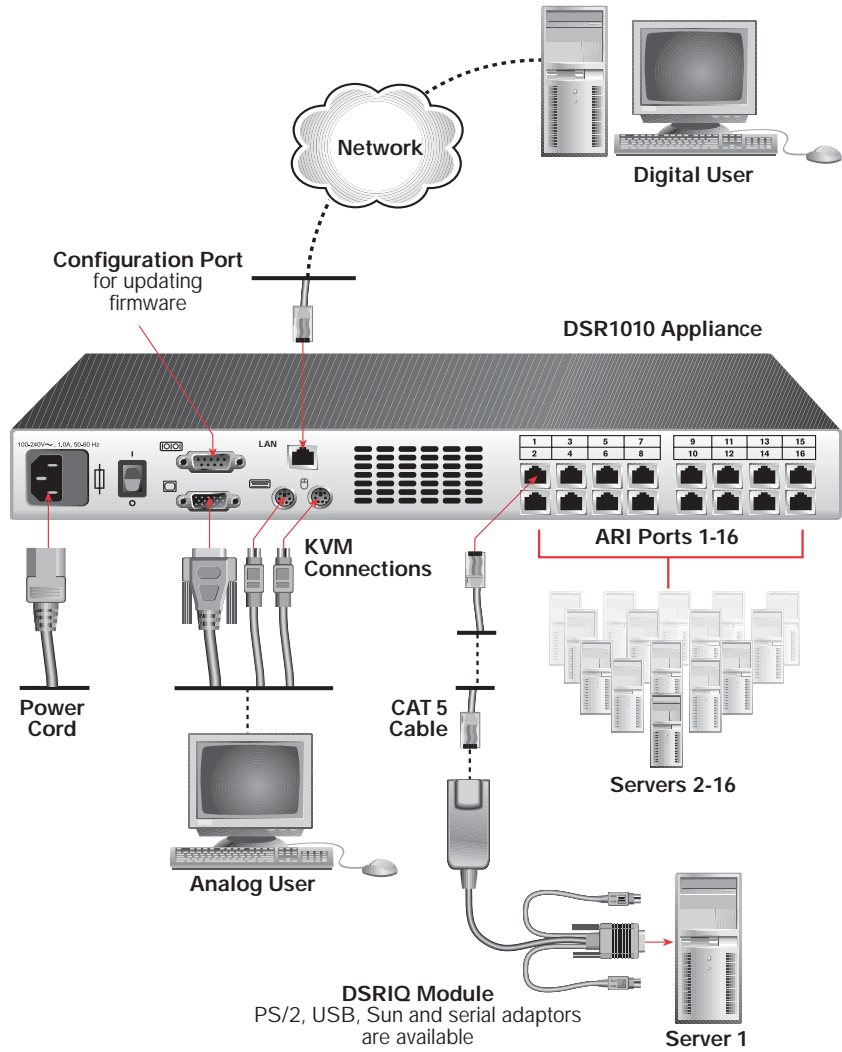 Network
Digital User
Configuration Port
for updating
firmware
DSR1010 Appliance
100-240V~, 1.0A, 50-60 Hz
LAN
1 3 5 7 9 11 13 15
2 4 6 8 10 12 14 16
ARI Ports 1-16
KVM
Connections
Power
Cord
CAT 5
Cable
Servers 2-16
Analog User
DSRIQ Module
PS/2, USB, Sun and serial adaptors
are available
Server 1